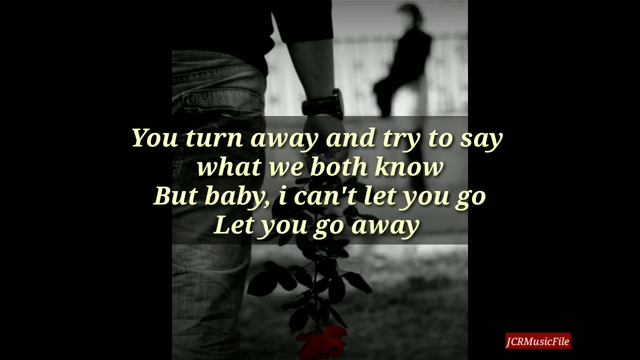 You turn away and try to say
what we both know
But baby, i can't let you go
Let you go away
JCRMusicFile